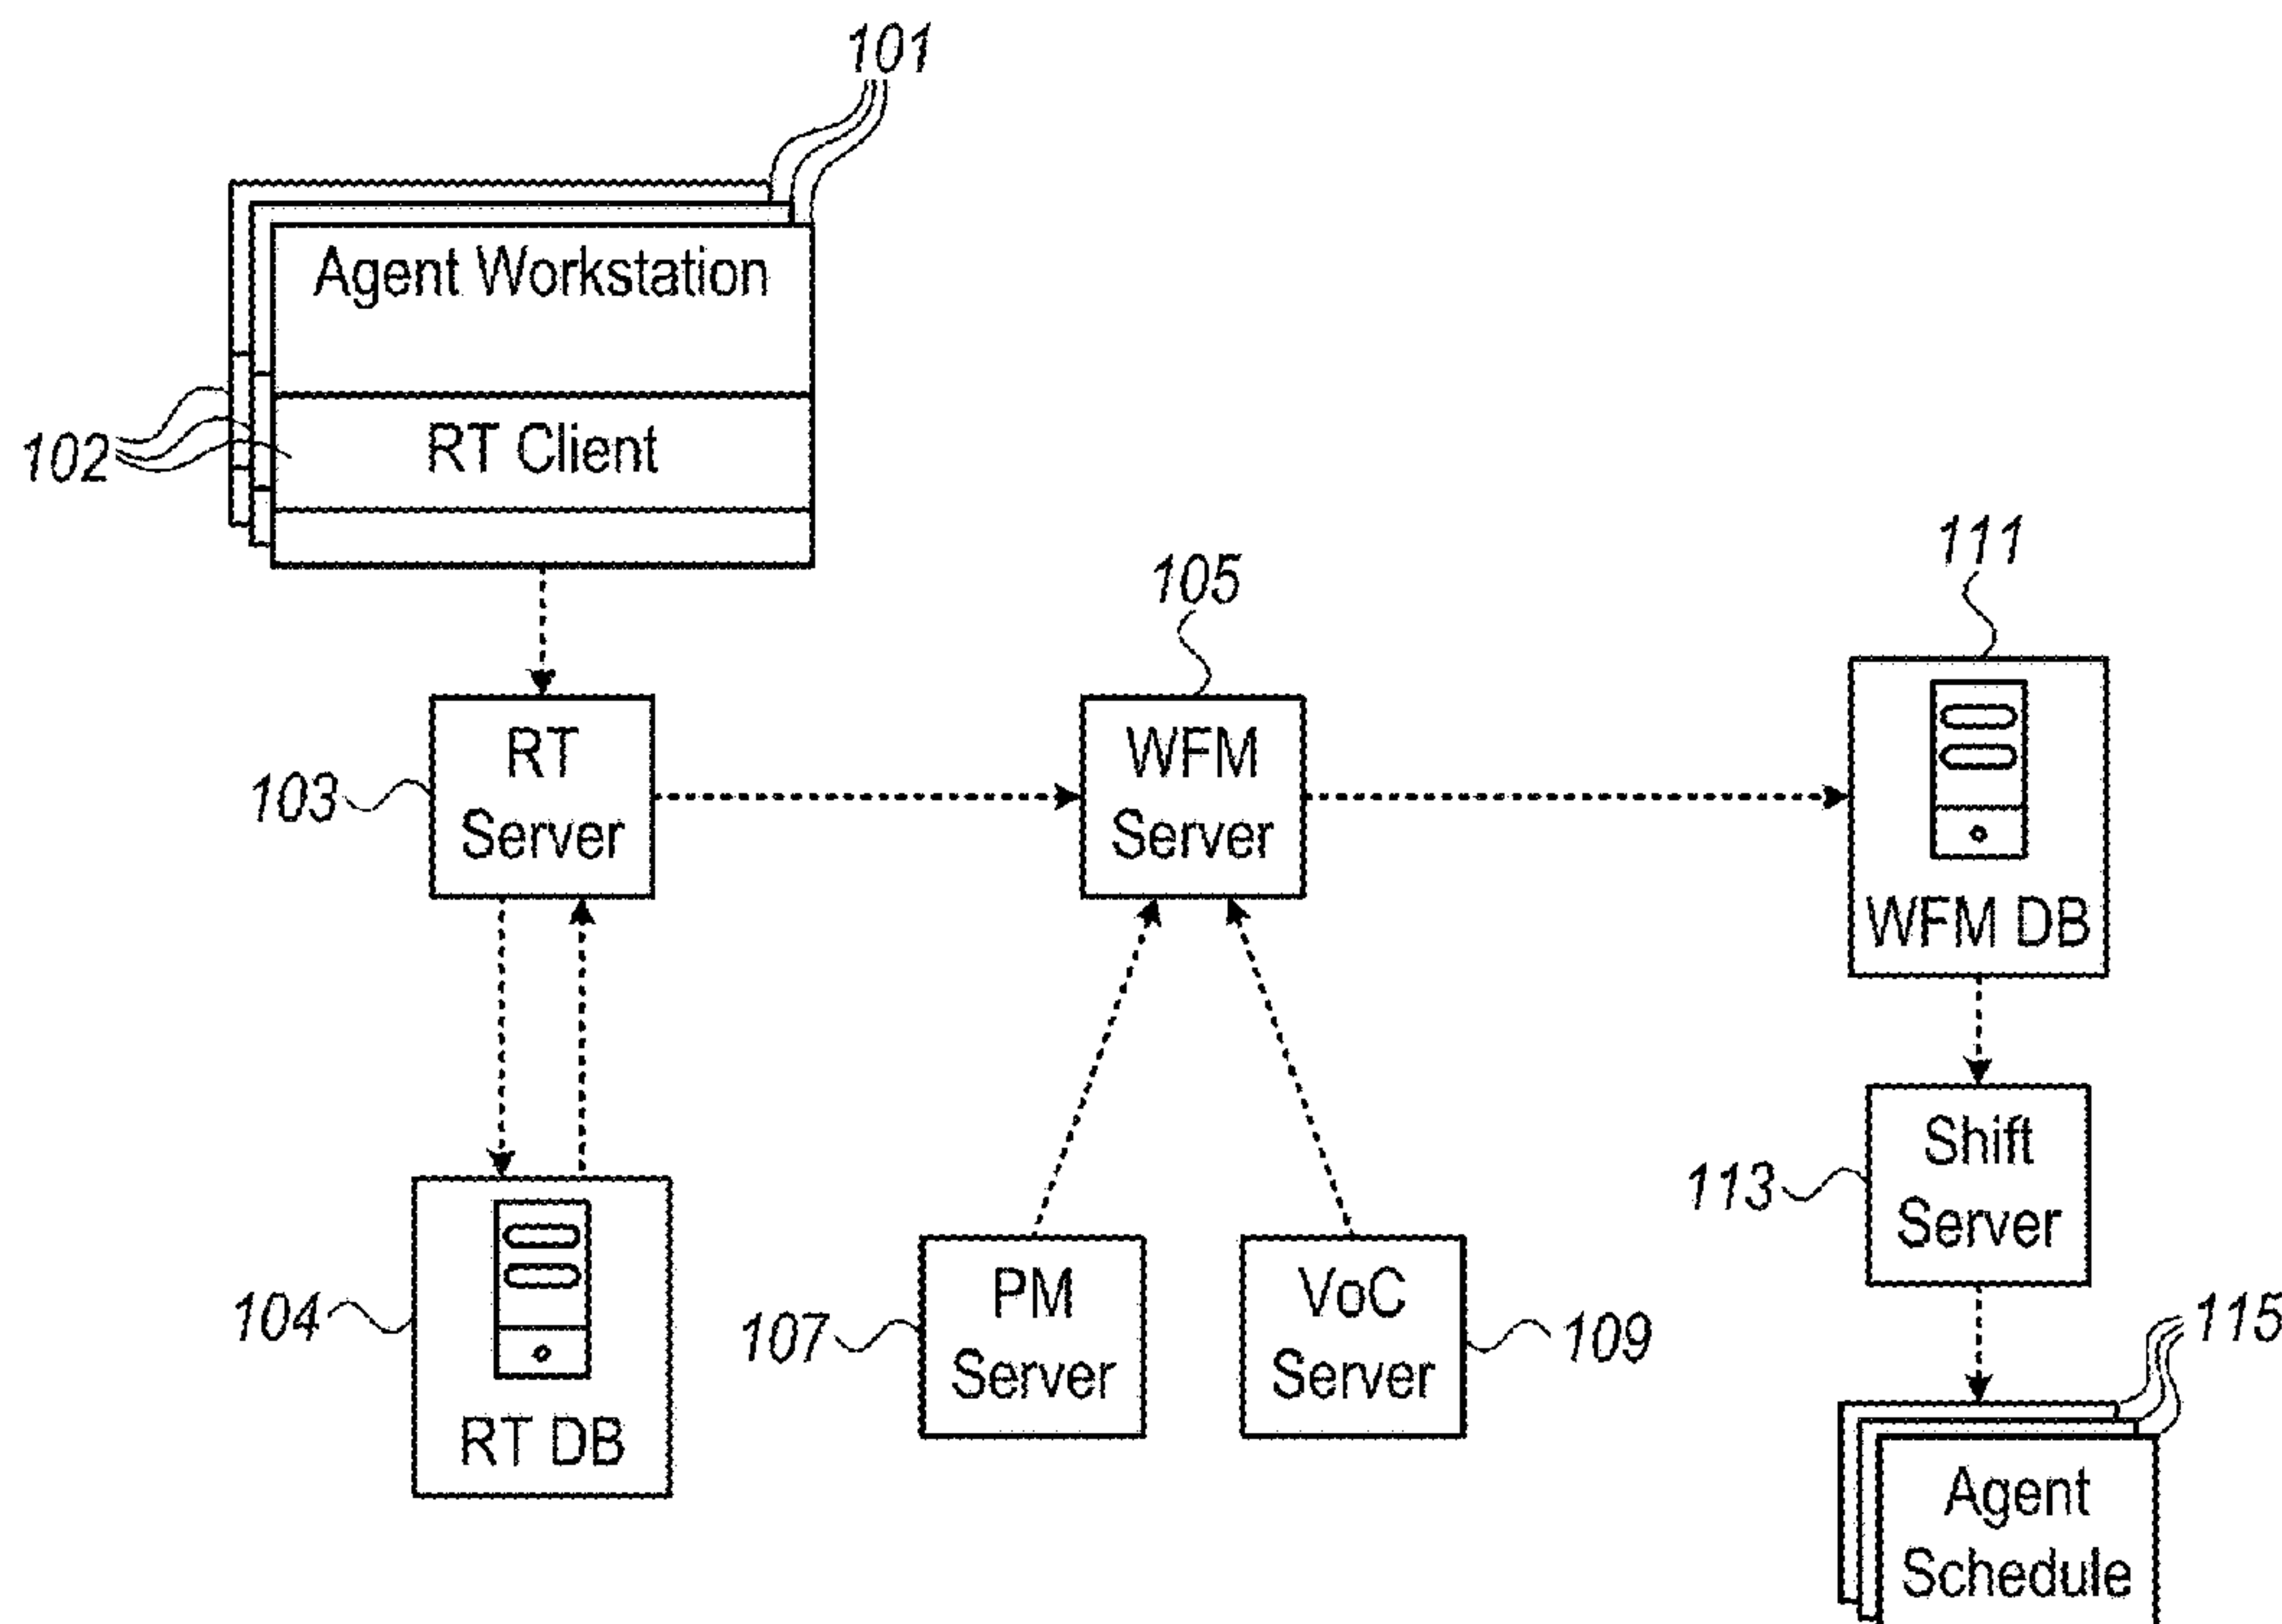 101
Agent Workstation
102
RT Client
105
111
103
RT
Server
WFM
Server
WFM DB
104
RT DB
107
PM
Server
VoC
Server
109
113
Shift
Server
115
Agent
Schedule